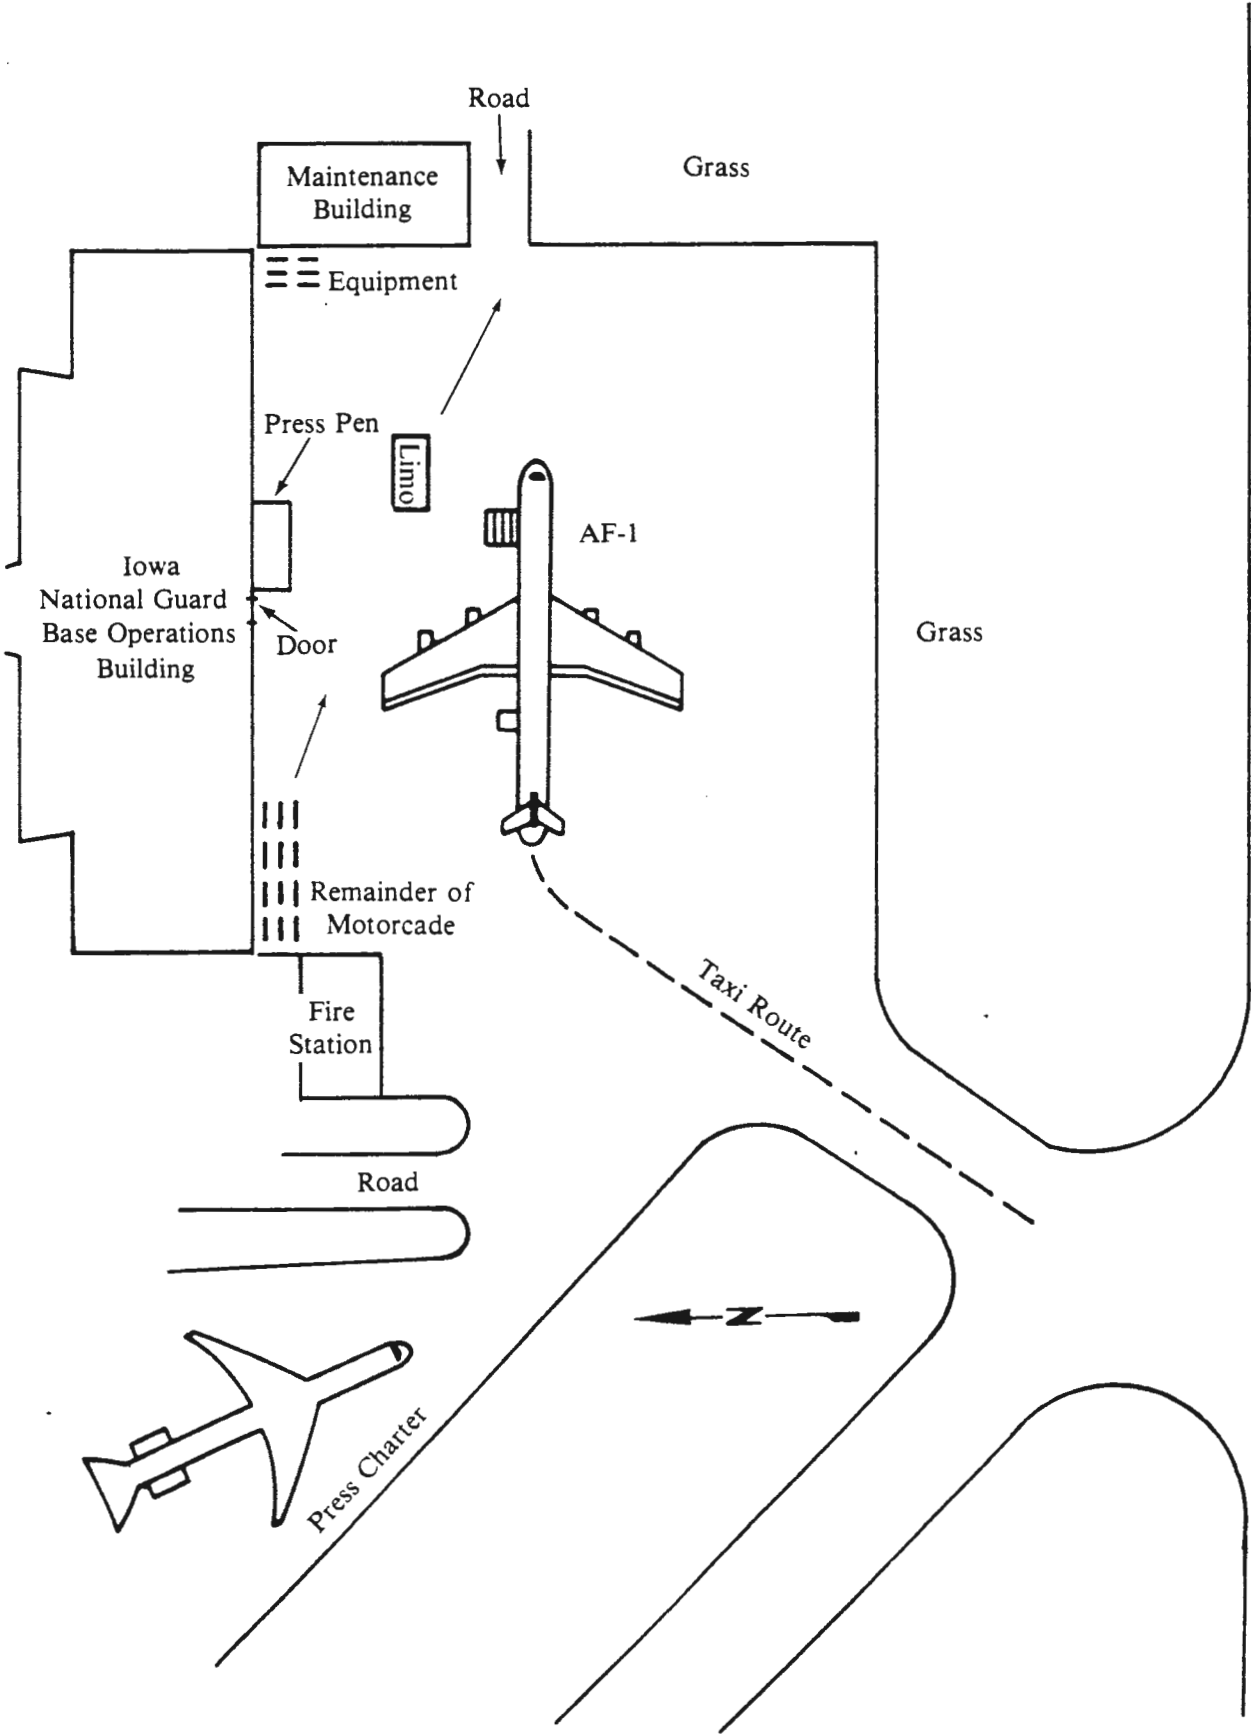 Road
Grass
Maintenance
Building
Equipment
Press Pen
Limo
AF-1
Iowa
National Guard
Base Operations
Building
Door
Grass
Remainder of
Motorcade
Taxi Route
Fire
Station
Road
N
Press Charter